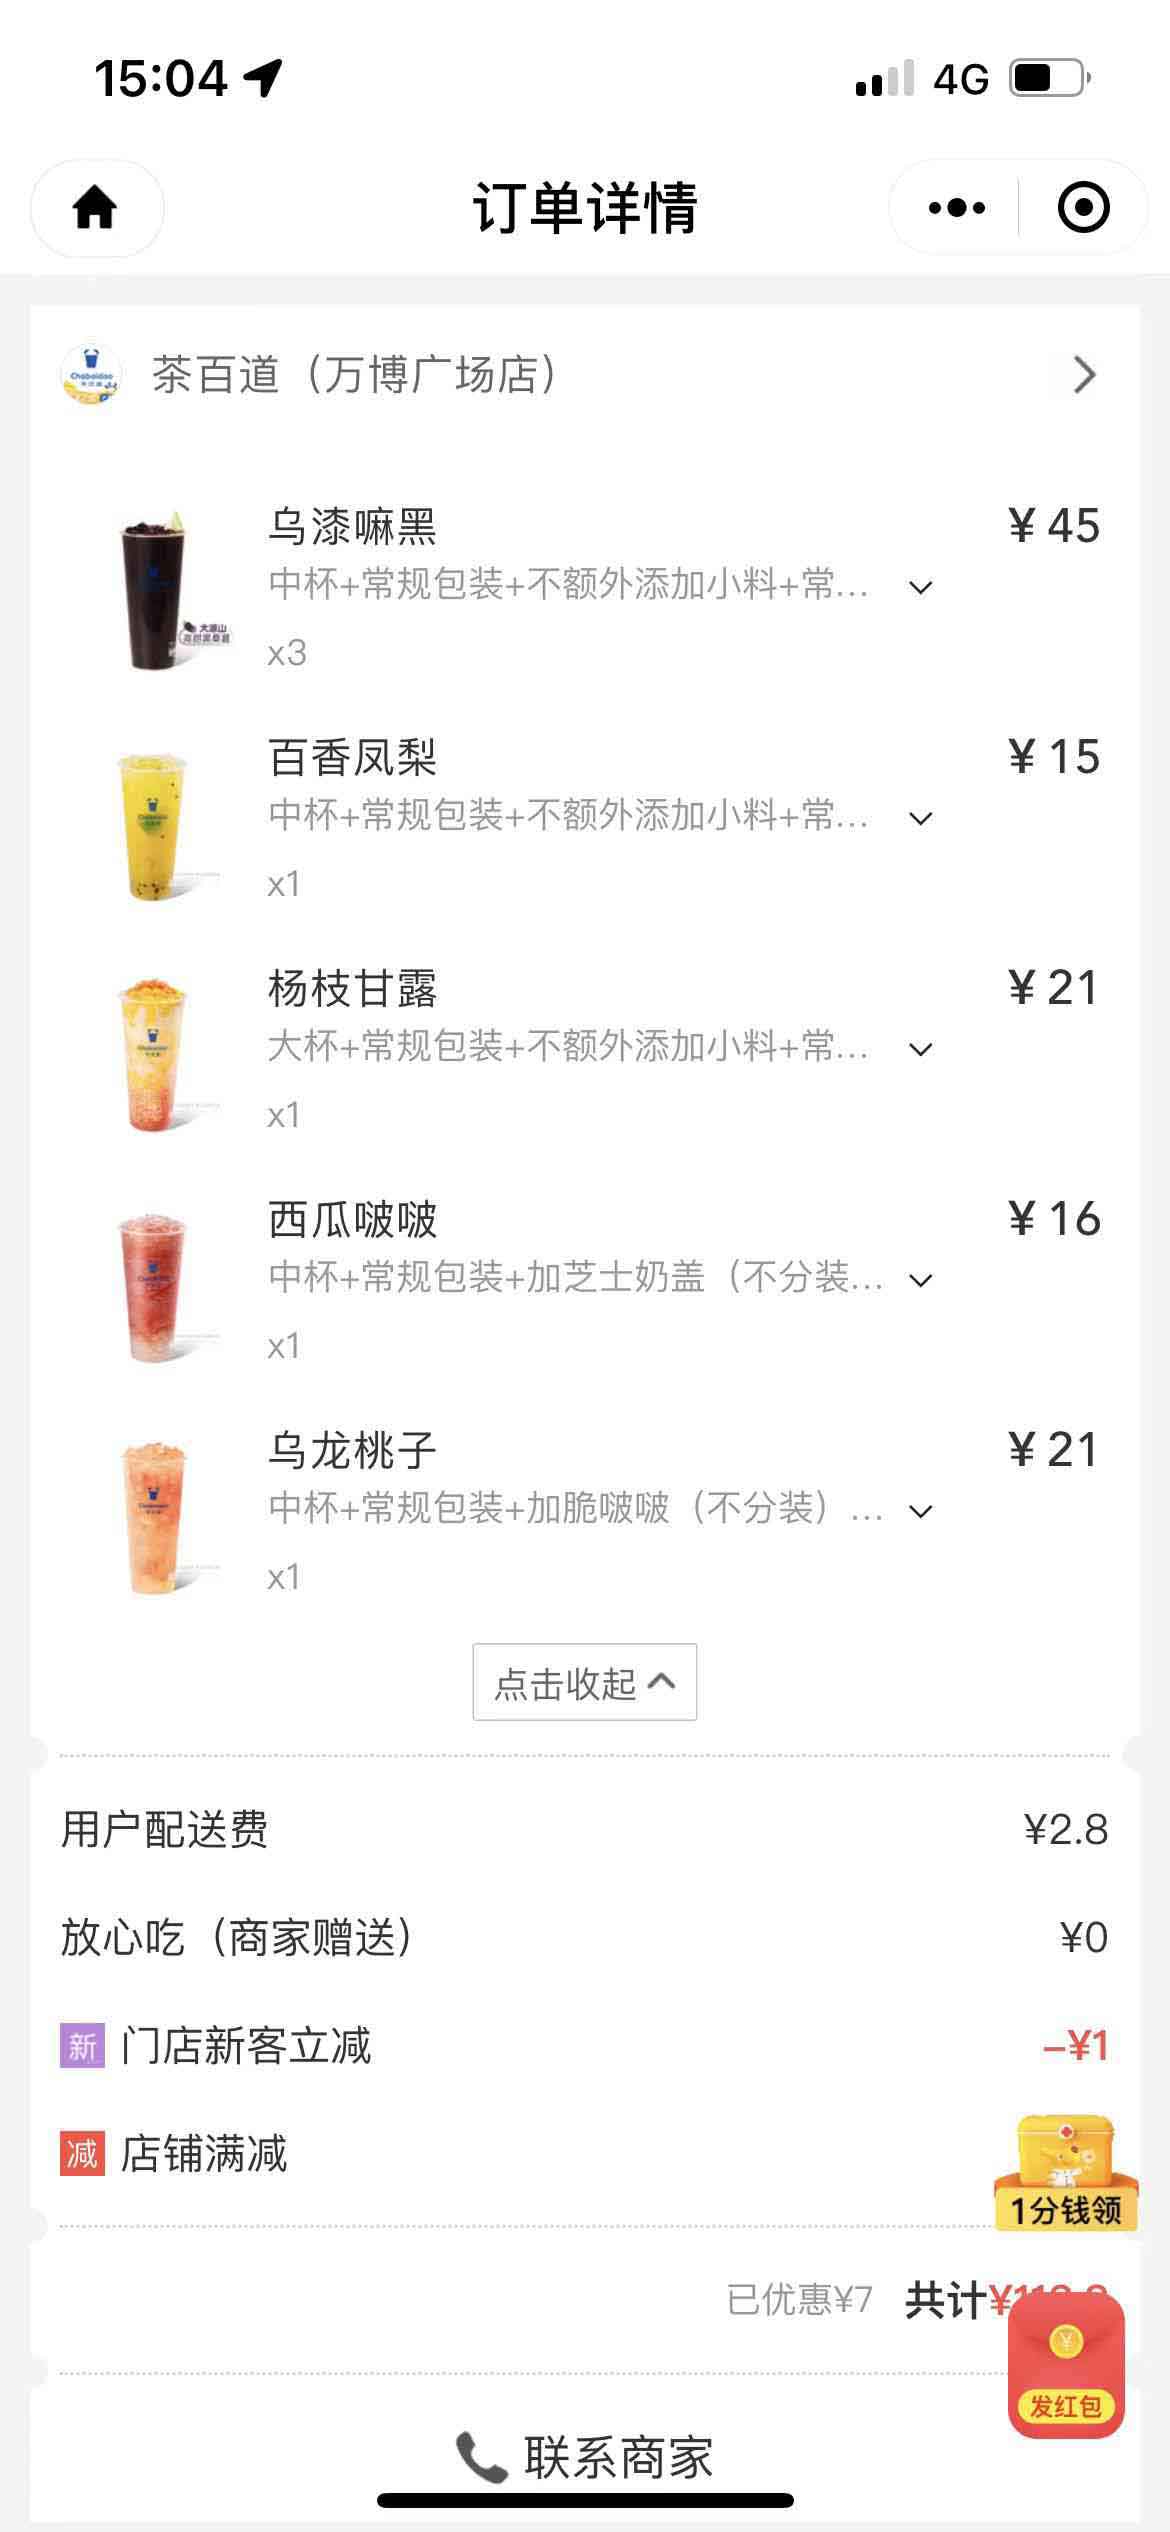 15:04
4G
订单详情
Chabaidao
茶百道（万博广场店）
乌漆嘛黑
¥ 45
中杯+常规包装+不额外添加小料+常...
x3
百香凤梨
¥ 15
中杯+常规包装+不额外添加小料+常...
x1
杨枝甘露
¥ 21
大杯+常规包装+不额外添加小料+常...
x1
西瓜啵啵
¥ 16
中杯+常规包装+加芝士奶盖（不分装...
x1
乌龙桃子
¥ 21
中杯+常规包装+加脆啵啵（不分装）...
x1
点击收起
用户配送费
¥2.8
放心吃（商家赠送）
¥0
新 门店新客立减
-¥1
减 店铺满减
1分钱领
已优惠¥7 共计
¥
发红包
联系商家